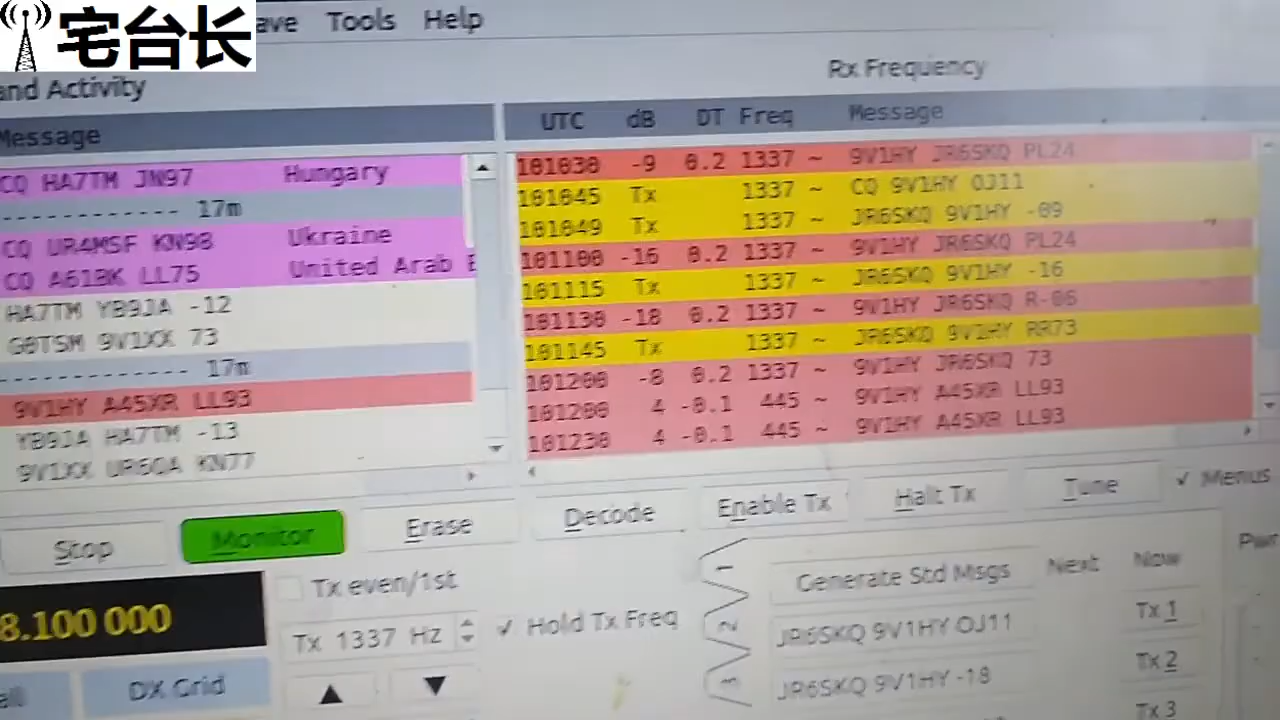 宅台长
ave Tools Help
and Activity
Rx Frequency
Message
CQ HA7TM JN97 Hungary
------------ 17m
CQ UR4MSF KN98 Ukraine
CQ A61BK LL75 United Arab E
HA7TM YB9JA -12
G0TSM 9V1XX 73
------------- 17m
9V1HY A45XR LL93
YB9JA HA7TM -13
9V1XX UR6QA KN77
UTC dB DT Freq Message
101030 -9 0.2 1337 ~ 9V1HY JR6SKQ PL24
101045 Tx 1337 ~ CQ 9V1HY OJ11
101049 Tx 1337 ~ JR6SKQ 9V1HY -09
101100 -16 0.2 1337 ~ 9V1HY JR6SKQ PL24
101115 Tx 1337 ~ JR6SKQ 9V1HY -16
101130 -18 0.2 1337 ~ 9V1HY JR6SKQ R-06
101145 Tx 1337 ~ JR6SKQ 9V1HY RR73
101200 -8 0.2 1337 ~ 9V1HY JR6SKQ 73
101200 4 -0.1 445 ~ 9V1HY A45XR LL93
101230 4 -0.1 445 ~ 9V1HY A45XR LL93
Stop Monitor Erase Decode Enable Tx Halt Tx Tune ✓ Menus
8.100 000
Tx even/1st
Tx 1337 Hz
✓ Hold Tx Freq
all DX Grid
1
2
3
Generate Std Msgs Next Now Pwr
JR6SKQ 9V1HY OJ11 Tx 1
JR6SKQ 9V1HY -18 Tx 2
Tx 3